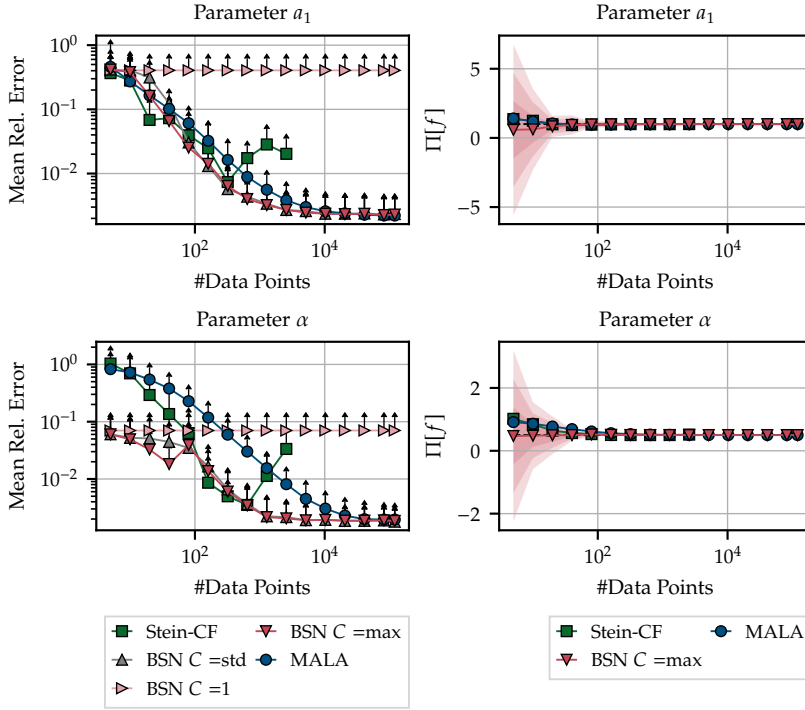 Parameter a₁
Mean Rel. Error
10⁰
10⁻¹
10⁻²
10²
10⁴
#Data Points
Parameter a₁
Π[f]
5
0
−5
10²
10⁴
#Data Points
Parameter α
Mean Rel. Error
10⁰
10⁻¹
10⁻²
10²
10⁴
#Data Points
Parameter α
Π[f]
2
0
−2
10²
10⁴
#Data Points
Stein-CF
BSN C =std
BSN C =1
BSN C =max
MALA
Stein-CF
BSN C =max
MALA